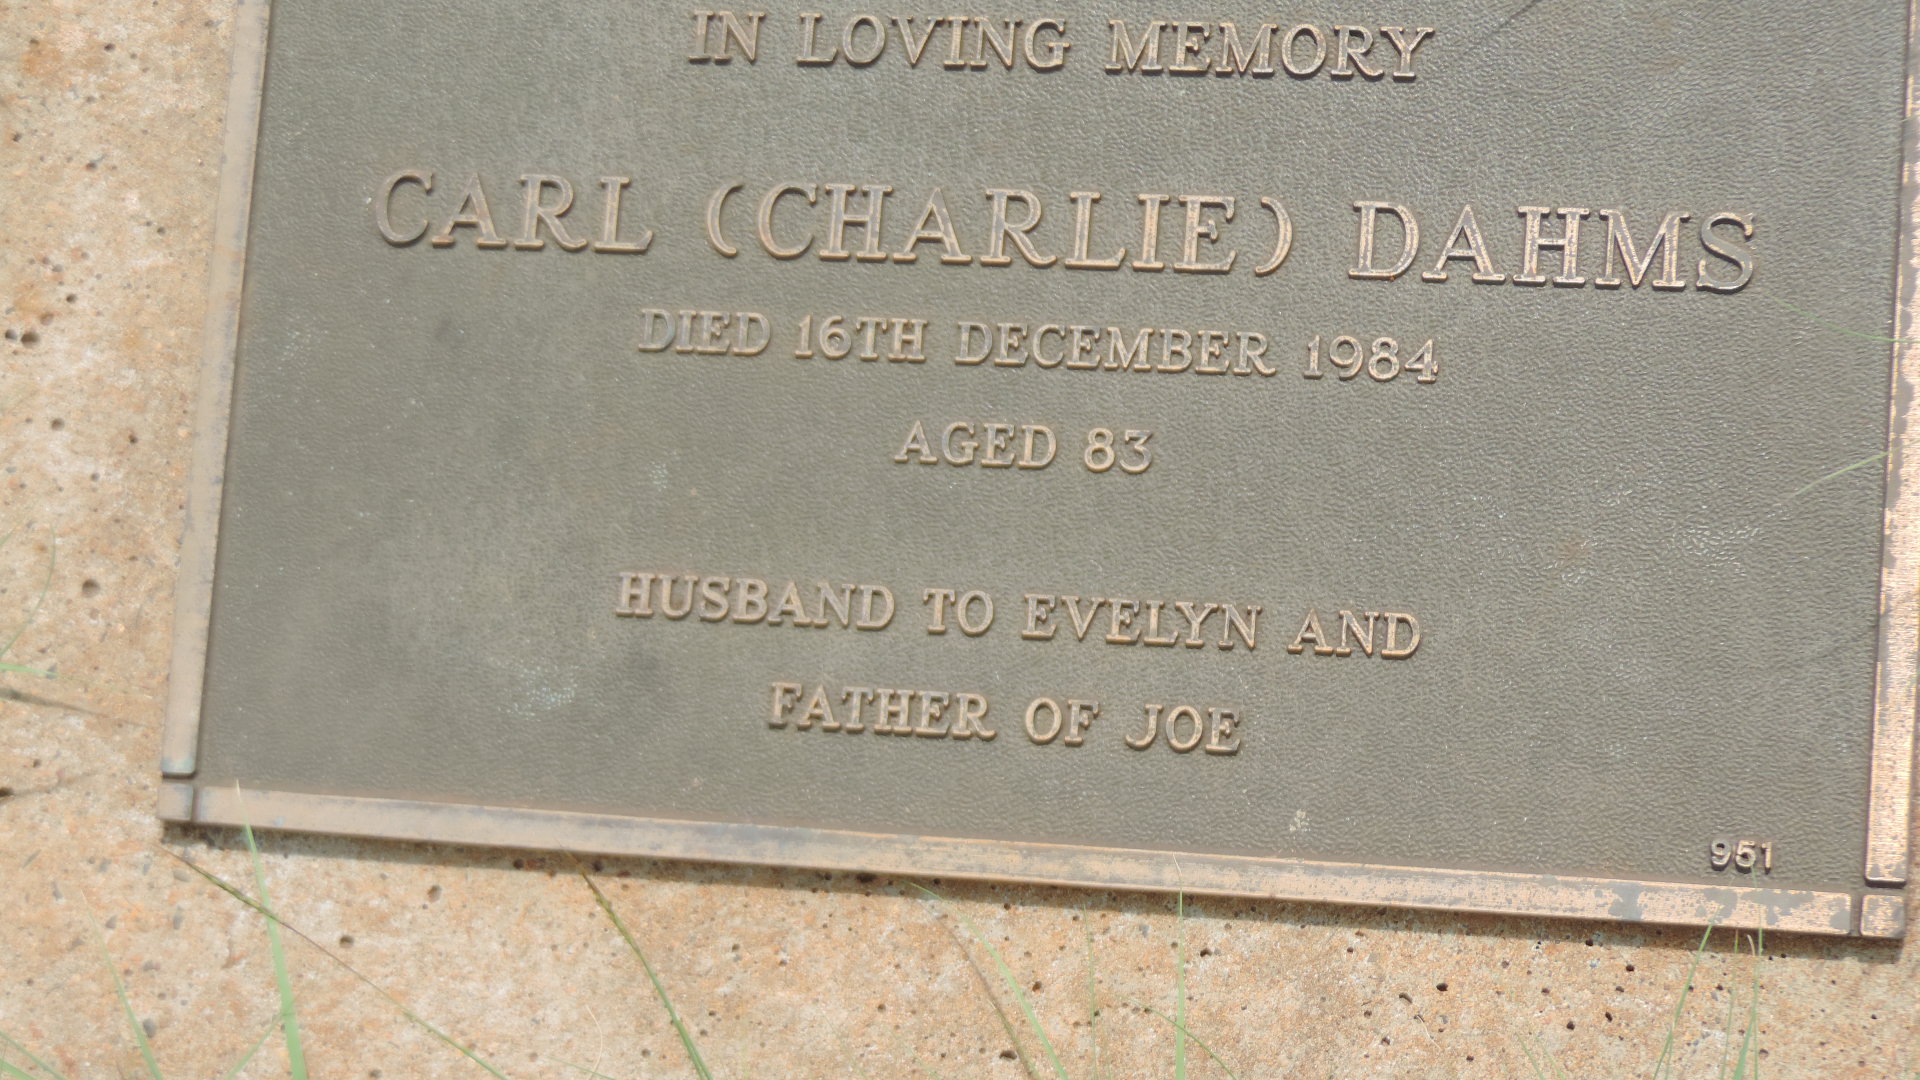 IN LOVING MEMORY
CARL (CHARLIE) DAHMS
DIED 16TH DECEMBER 1984
AGED 83
HUSBAND TO EVELYN AND
FATHER OF JOE
951